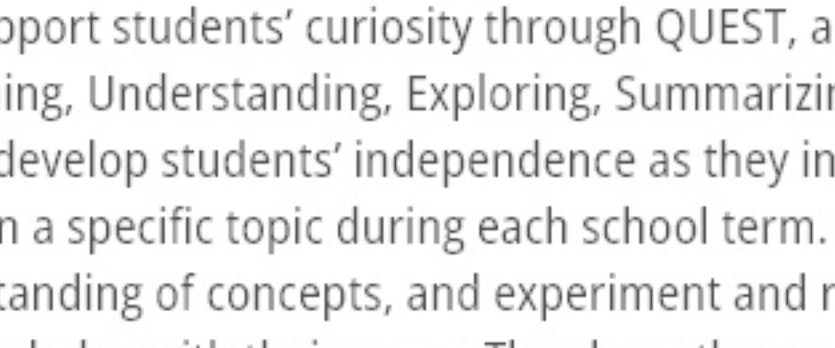 pport students’ curiosity through QUEST, a
ing, Understanding, Exploring, Summarizin
develop students’ independence as they in
n a specific topic during each school term.
tanding of concepts, and experiment and r